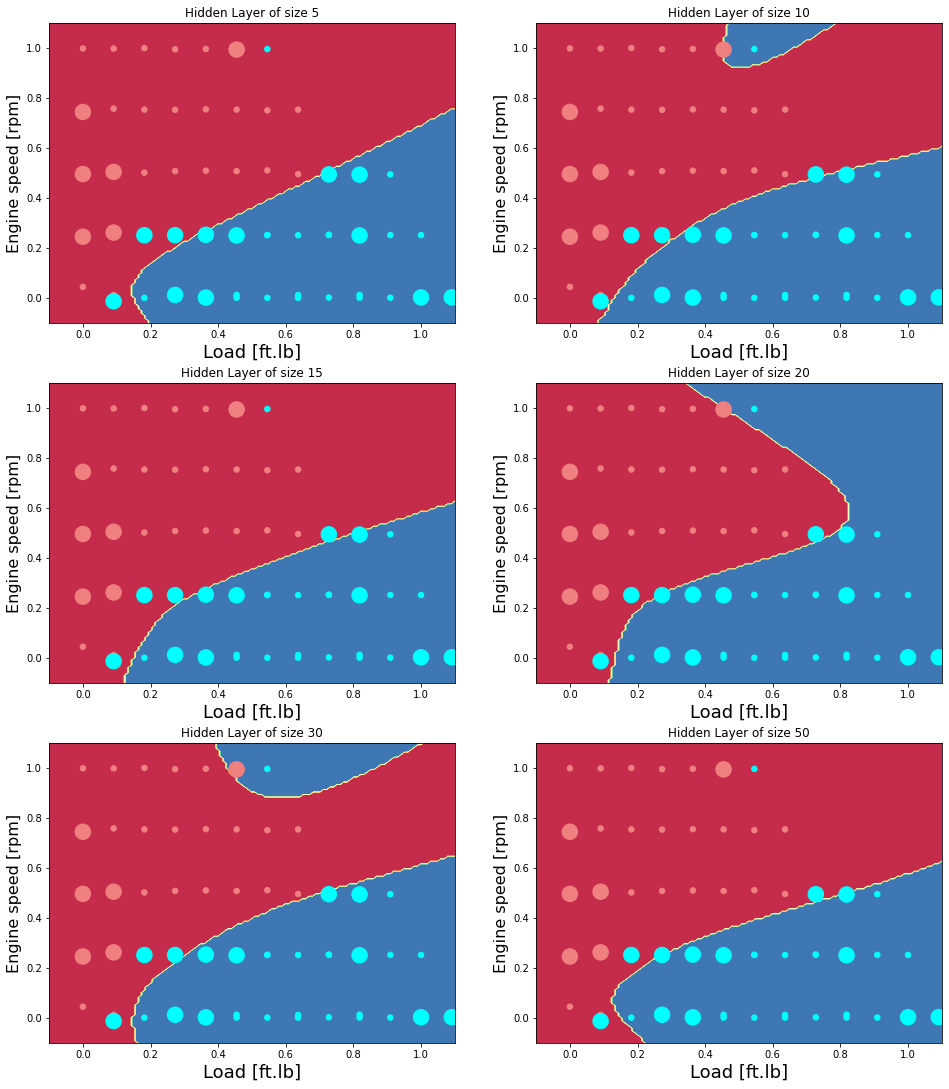 Hidden Layer of size 5
Engine speed [rpm]
1.0
0.8
0.6
0.4
0.2
0.0
0.0 0.2 0.4 0.6 0.8 1.0
Load [ft.lb]
Hidden Layer of size 10
Engine speed [rpm]
1.0
0.8
0.6
0.4
0.2
0.0
0.0 0.2 0.4 0.6 0.8 1.0
Load [ft.lb]
Hidden Layer of size 15
Engine speed [rpm]
1.0
0.8
0.6
0.4
0.2
0.0
0.0 0.2 0.4 0.6 0.8 1.0
Load [ft.lb]
Hidden Layer of size 20
Engine speed [rpm]
1.0
0.8
0.6
0.4
0.2
0.0
0.0 0.2 0.4 0.6 0.8 1.0
Load [ft.lb]
Hidden Layer of size 30
Engine speed [rpm]
1.0
0.8
0.6
0.4
0.2
0.0
0.0 0.2 0.4 0.6 0.8 1.0
Load [ft.lb]
Hidden Layer of size 50
Engine speed [rpm]
1.0
0.8
0.6
0.4
0.2
0.0
0.0 0.2 0.4 0.6 0.8 1.0
Load [ft.lb]